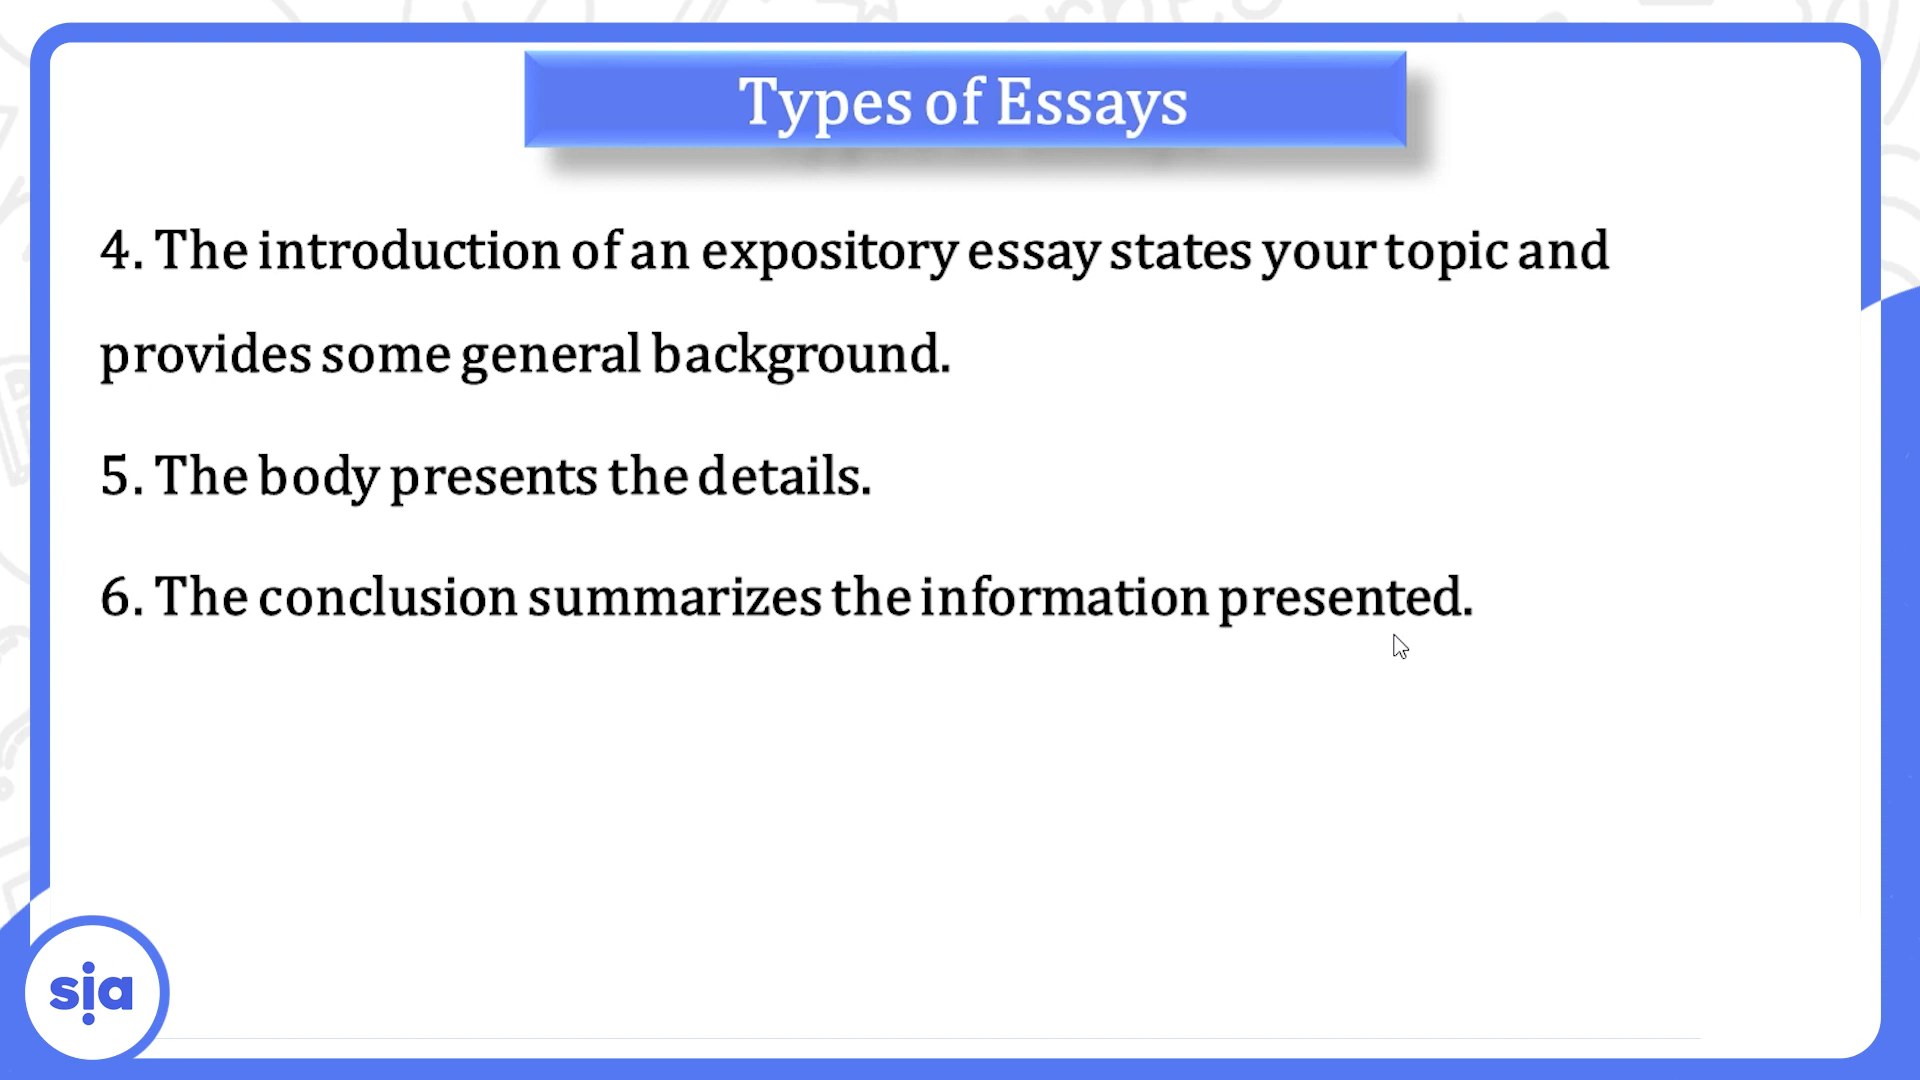 Types of Essays
4. The introduction of an expository essay states your topic and
provides some general background.
5. The body presents the details.
6. The conclusion summarizes the information presented.
sia